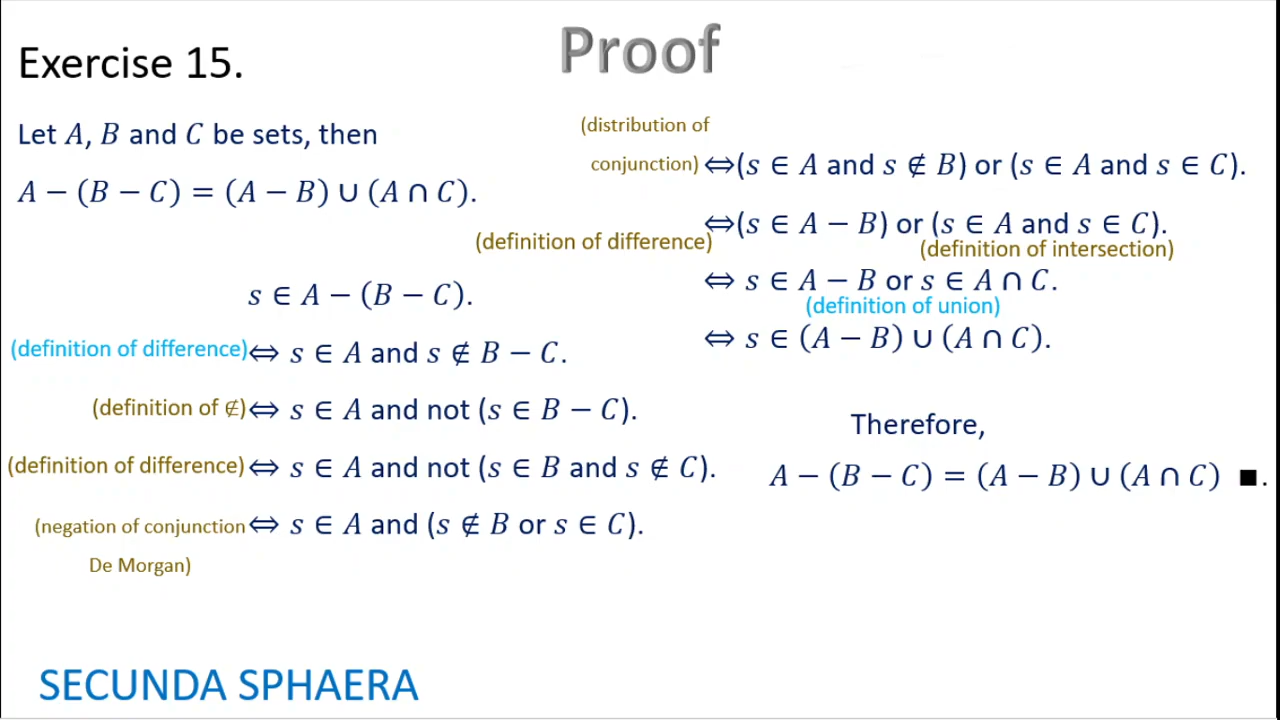 Proof
Exercise 15.
Let A, B and C be sets, then
A − (B − C) = (A − B) ∪ (A ∩ C).
s ∈ A − (B − C).
(definition of difference) ⇔ s ∈ A and s ∉ B − C.
(definition of ∉) ⇔ s ∈ A and not (s ∈ B − C).
(definition of difference) ⇔ s ∈ A and not (s ∈ B and s ∉ C).
(negation of conjunction ⇔ s ∈ A and (s ∉ B or s ∈ C).
De Morgan)
(distribution of
conjunction) ⇔ (s ∈ A and s ∉ B) or (s ∈ A and s ∈ C).
⇔ (s ∈ A − B) or (s ∈ A and s ∈ C).
(definition of difference)
(definition of intersection)
⇔ s ∈ A − B or s ∈ A ∩ C.
(definition of union)
⇔ s ∈ (A − B) ∪ (A ∩ C).
Therefore,
A − (B − C) = (A − B) ∪ (A ∩ C) ■.
SECUNDA SPHAERA